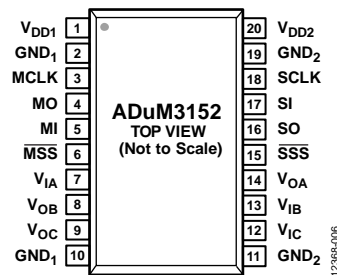 VDD1 1 20 VDD2
GND1 2 19 GND2
MCLK 3 18 SCLK
MO 4 17 SI
MI 5 16 SO
MSS 6 15 SSS
VIA 7 14 VOA
VOB 8 13 VIB
VOC 9 12 VIC
GND1 10 11 GND2
ADuM3152
TOP VIEW
(Not to Scale)
12368-006